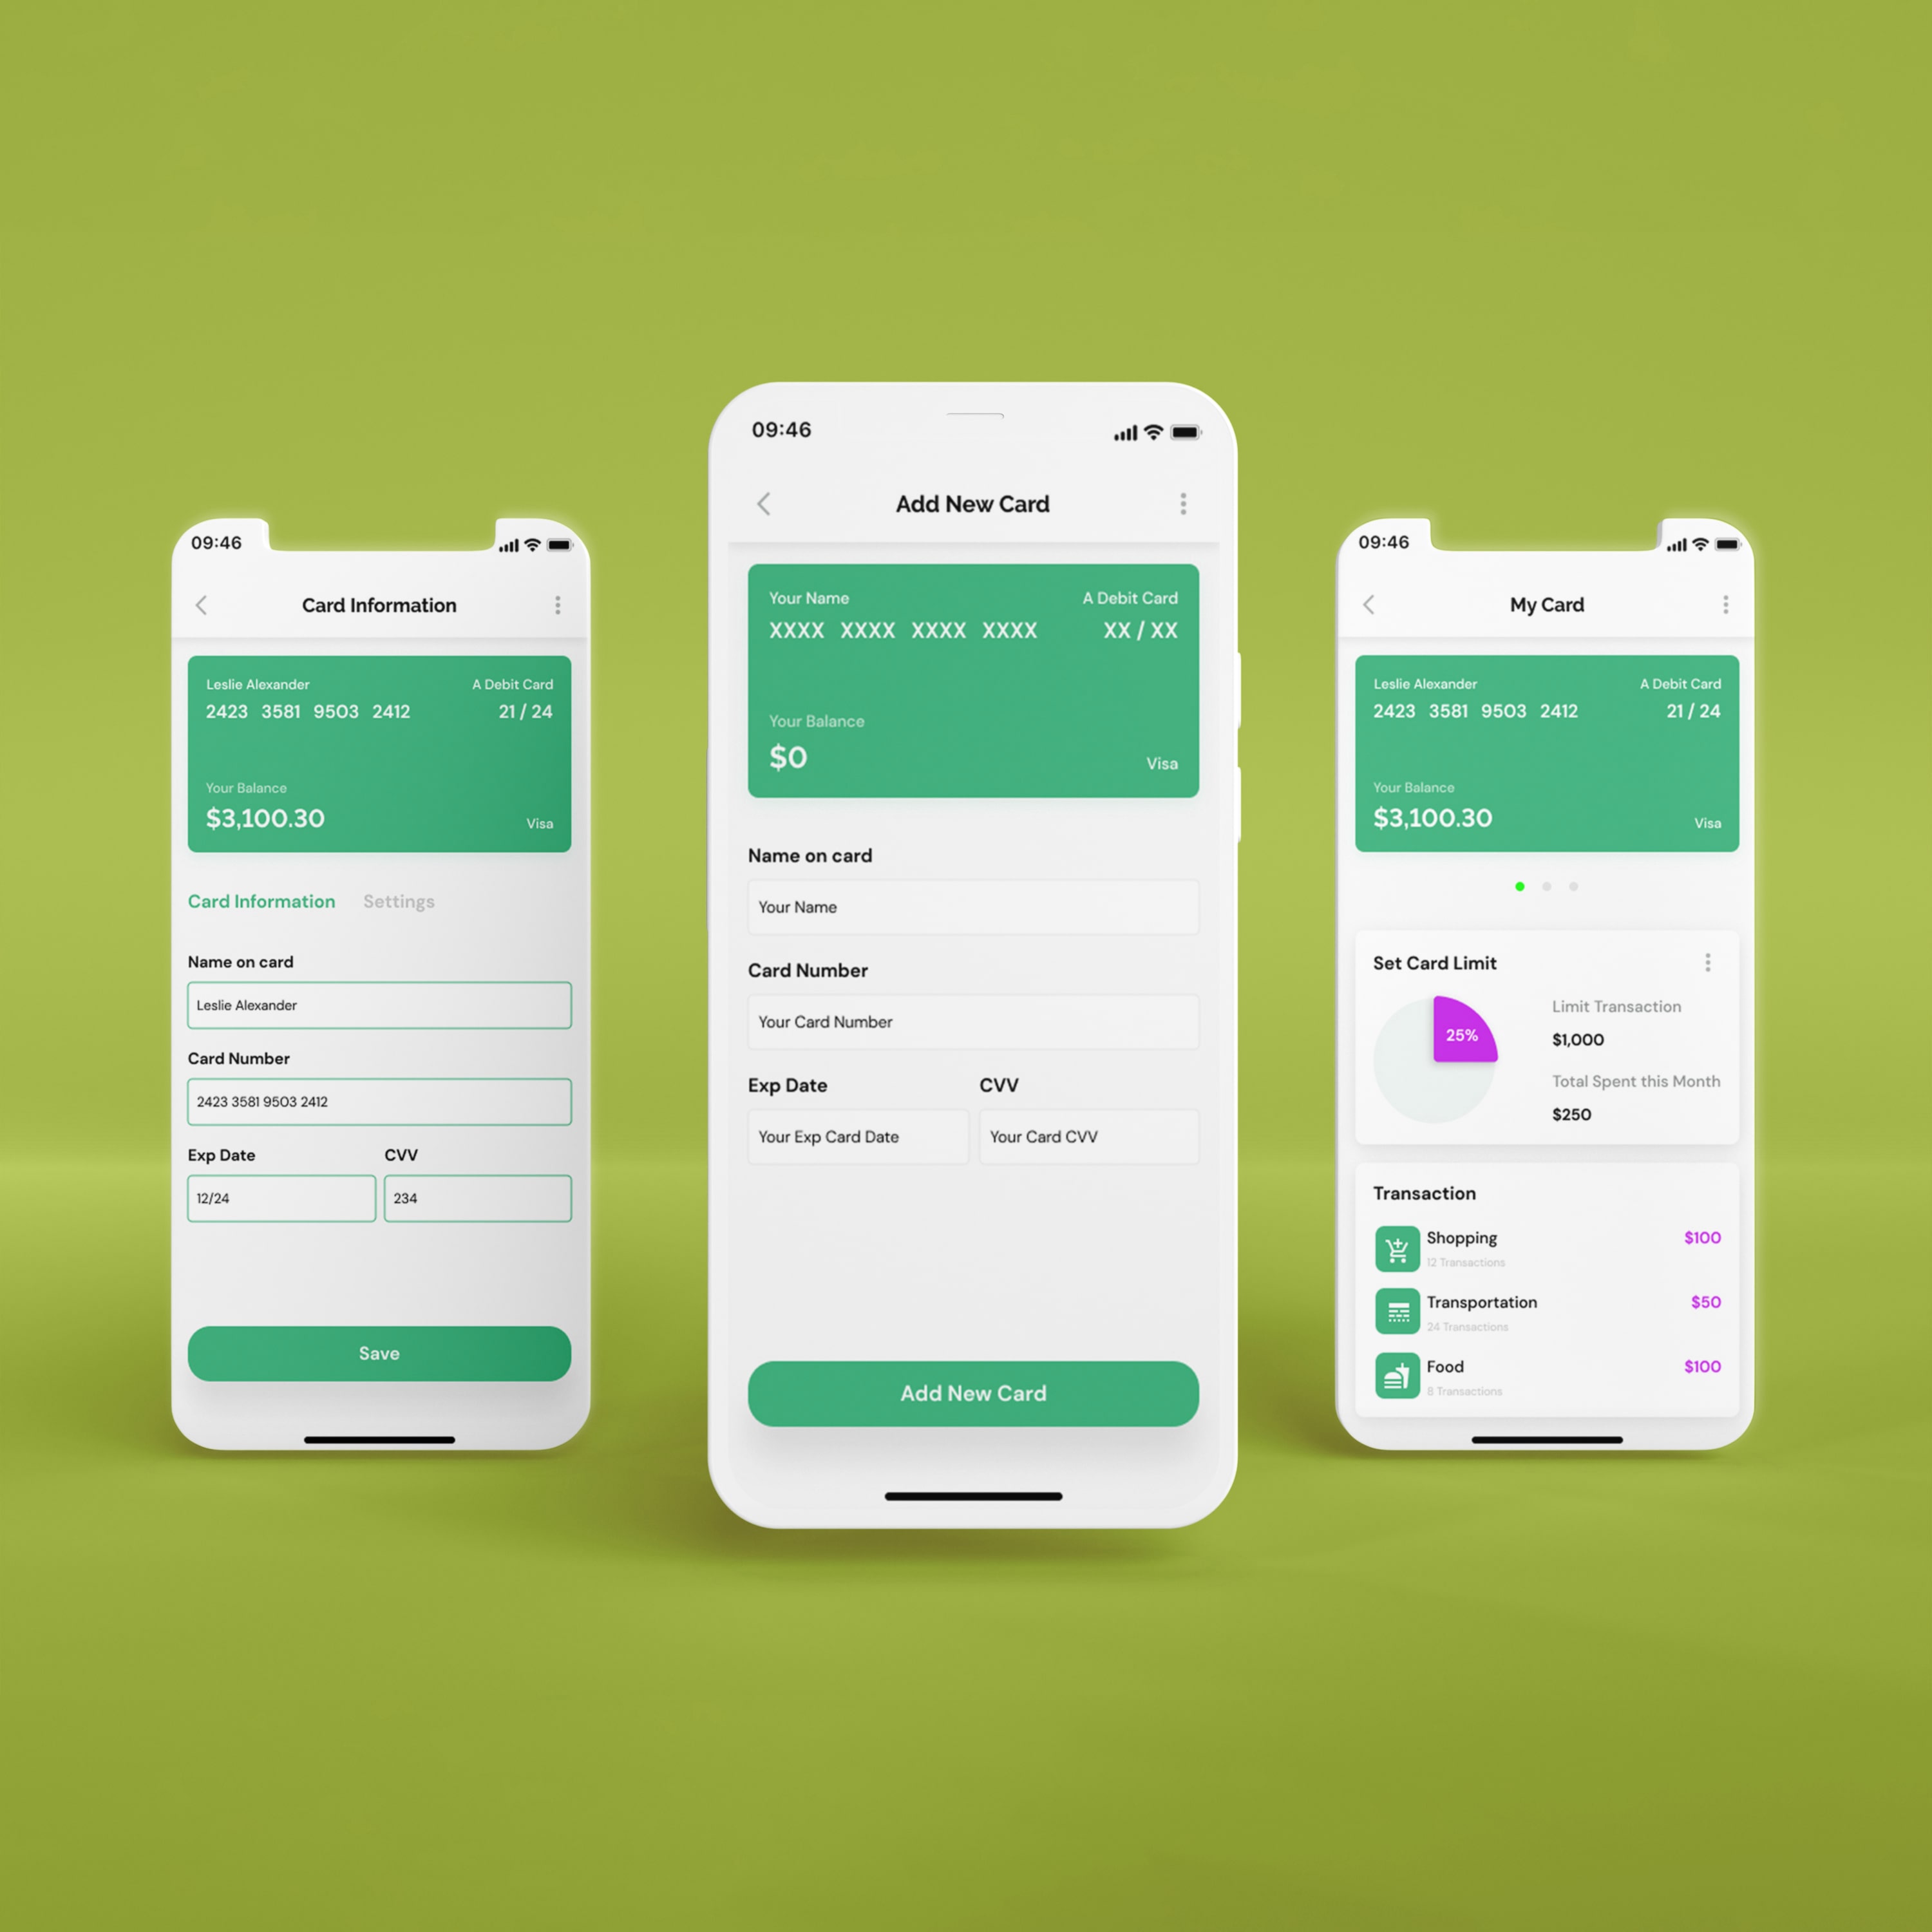 09:46
Card Information
Leslie Alexander A Debit Card
2423 3581 9503 2412 21 / 24
Your Balance
$3,100.30 Visa
Card Information Settings
Name on card
Leslie Alexander
Card Number
2423 3581 9503 2412
Exp Date CVV
12/24 234
Save
09:46
Add New Card
Your Name A Debit Card
XXXX XXXX XXXX XXXX XX / XX
Your Balance
$0 Visa
Name on card
Your Name
Card Number
Your Card Number
Exp Date CVV
Your Exp Card Date Your Card CVV
Add New Card
09:46
My Card
Leslie Alexander A Debit Card
2423 3581 9503 2412 21 / 24
Your Balance
$3,100.30 Visa
Set Card Limit
25%
Limit Transaction
$1,000
Total Spent this Month
$250
Transaction
Shopping $100
12 Transactions
Transportation $50
24 Transactions
Food $100
8 Transactions